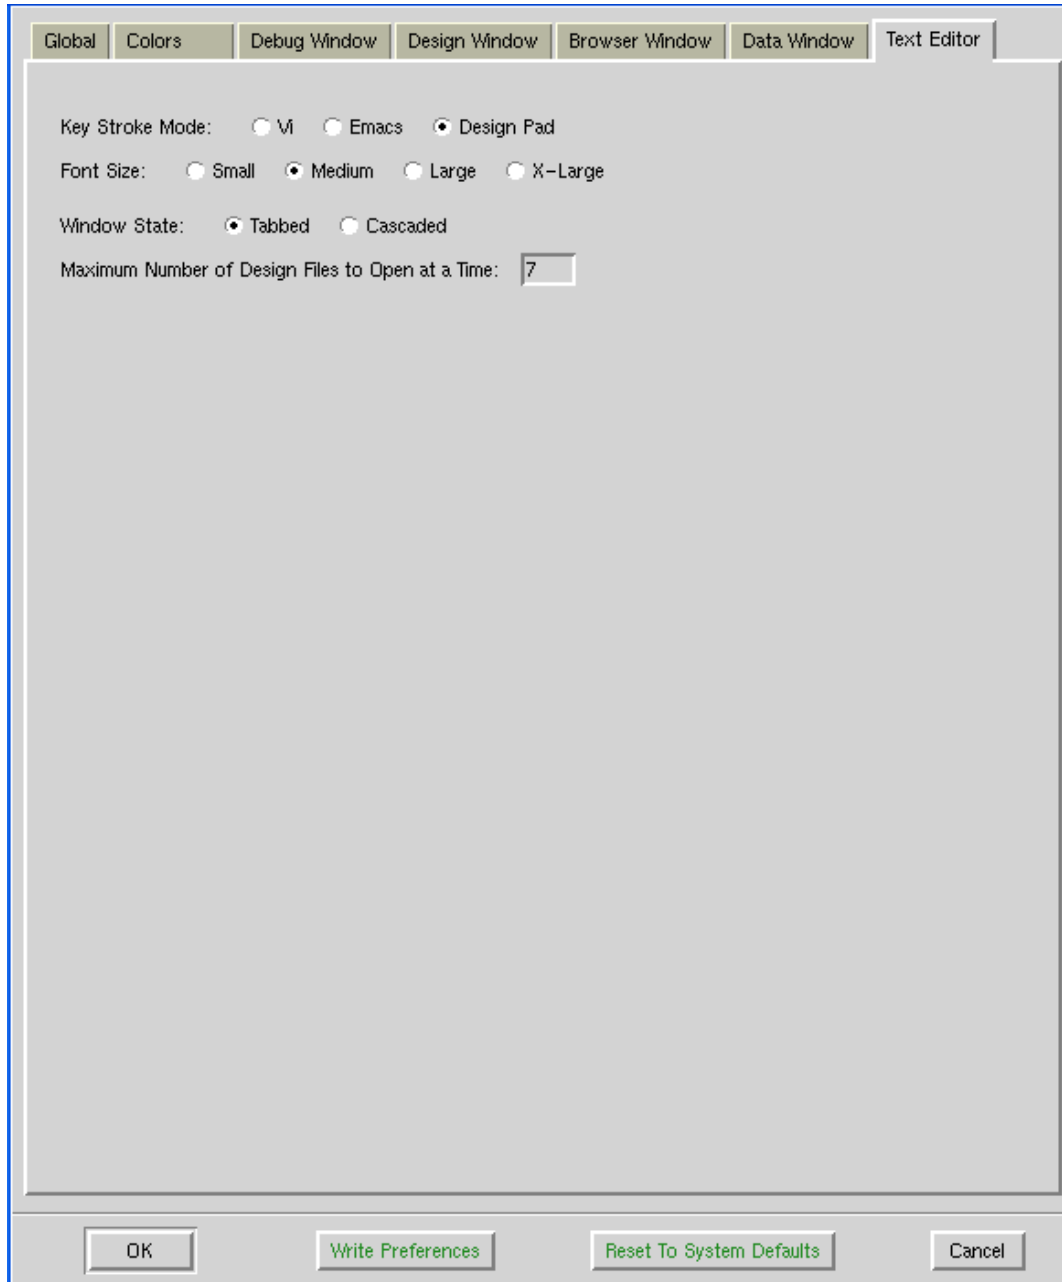 Global Colors Debug Window Design Window Browser Window Data Window Text Editor
Key Stroke Mode: Vi Emacs Design Pad
Font Size: Small Medium Large X-Large
Window State: Tabbed Cascaded
Maximum Number of Design Files to Open at a Time: 7
OK Write Preferences Reset To System Defaults Cancel